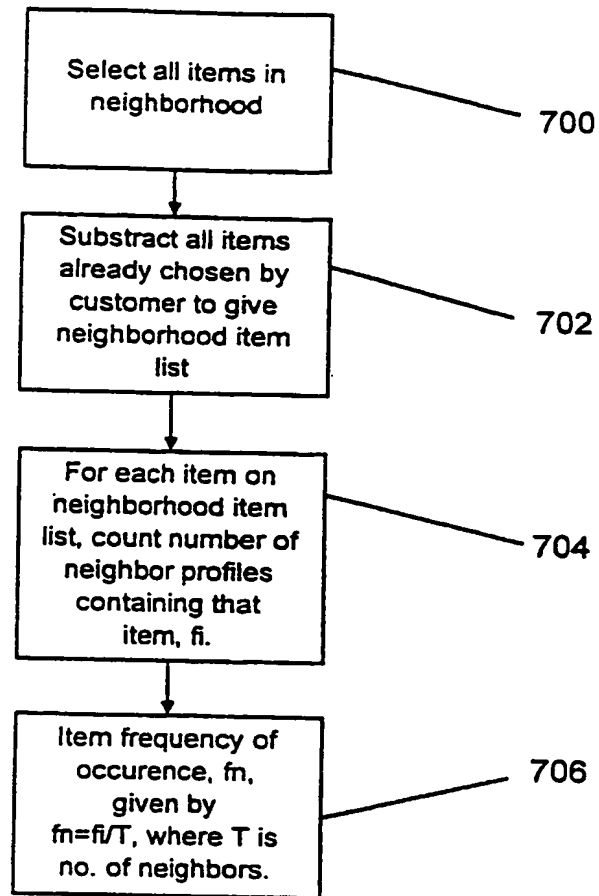 Select all items in
neighborhood
700
Substract all items
already chosen by
customer to give
neighborhood item
list
702
For each item on
neighborhood item
list, count number of
neighbor profiles
containing that
item, fi.
704
Item frequency of
occurence, fn,
given by
fn=fi/T, where T is
no. of neighbors.
706